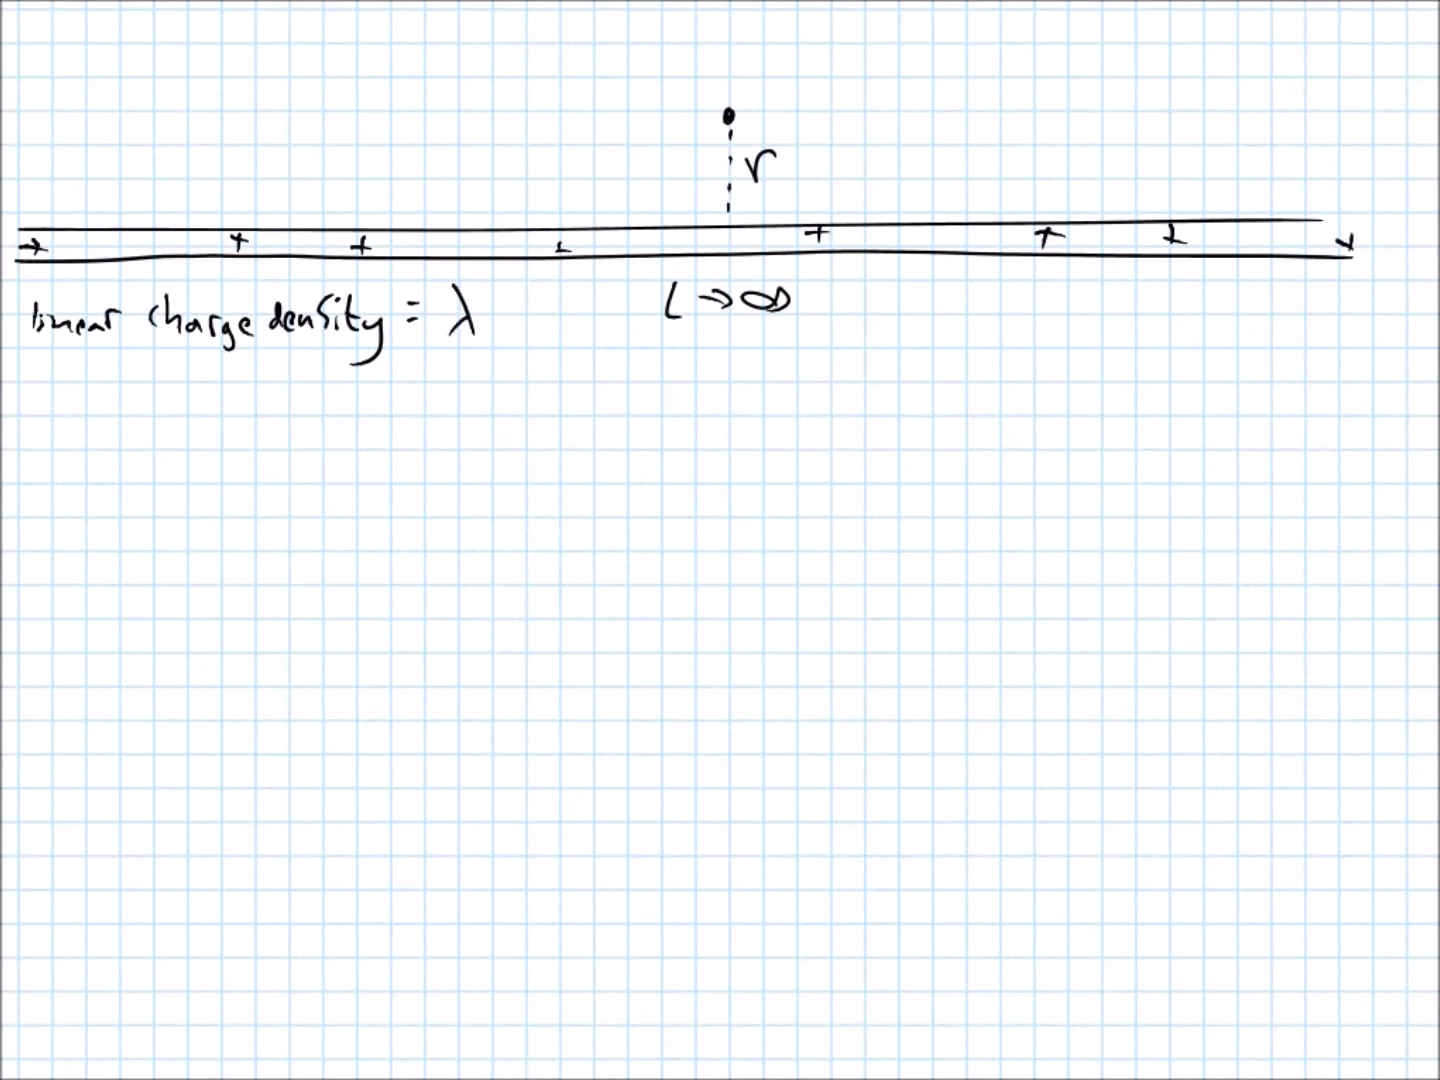 r
+ + + + + + + +
linear charge density = λ
L → ∞